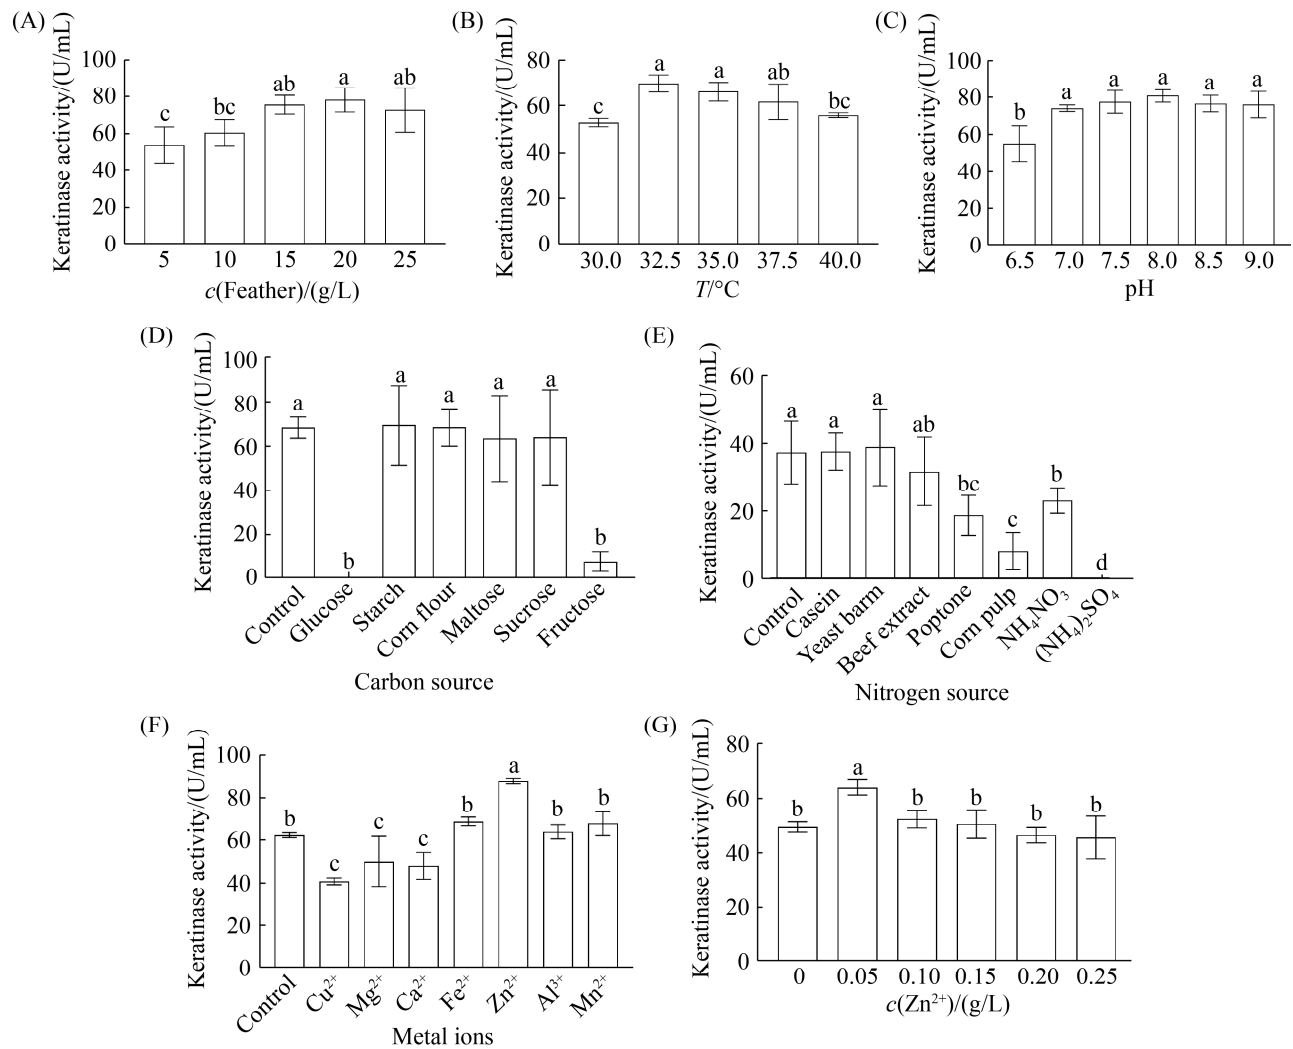 (A)
Keratinase activity/(U/mL)
100
80
60
40
20
0
c
bc
ab
a
ab
5 10 15 20 25
c(Feather)/(g/L)
(B)
Keratinase activity/(U/mL)
80
60
40
20
0
c
a
a
ab
bc
30.0 32.5 35.0 37.5 40.0
T/°C
(C)
Keratinase activity/(U/mL)
100
80
60
40
20
0
b
a
a
a
a
a
6.5 7.0 7.5 8.0 8.5 9.0
pH
(D)
Keratinase activity/(U/mL)
100
80
60
40
20
0
a
b
a
a
a
a
b
Control
Glucose
Starch
Corn flour
Maltose
Sucrose
Fructose
Carbon source
(E)
Keratinase activity/(U/mL)
60
40
20
0
a
a
a
ab
bc
c
b
d
Control
Casein
Yeast barm
Beef extract
Poptone
Corn pulp
NH₄NO₃
(NH₄)₂SO₄
Nitrogen source
(F)
Keratinase activity/(U/mL)
100
80
60
40
20
0
b
c
c
c
b
a
b
b
Control
Cu²⁺
Mg²⁺
Ca²⁺
Fe²⁺
Zn²⁺
Al³⁺
Mn²⁺
Metal ions
(G)
Keratinase activity/(U/mL)
80
60
40
20
0
b
a
b
b
b
b
0 0.05 0.10 0.15 0.20 0.25
c(Zn²⁺)/(g/L)